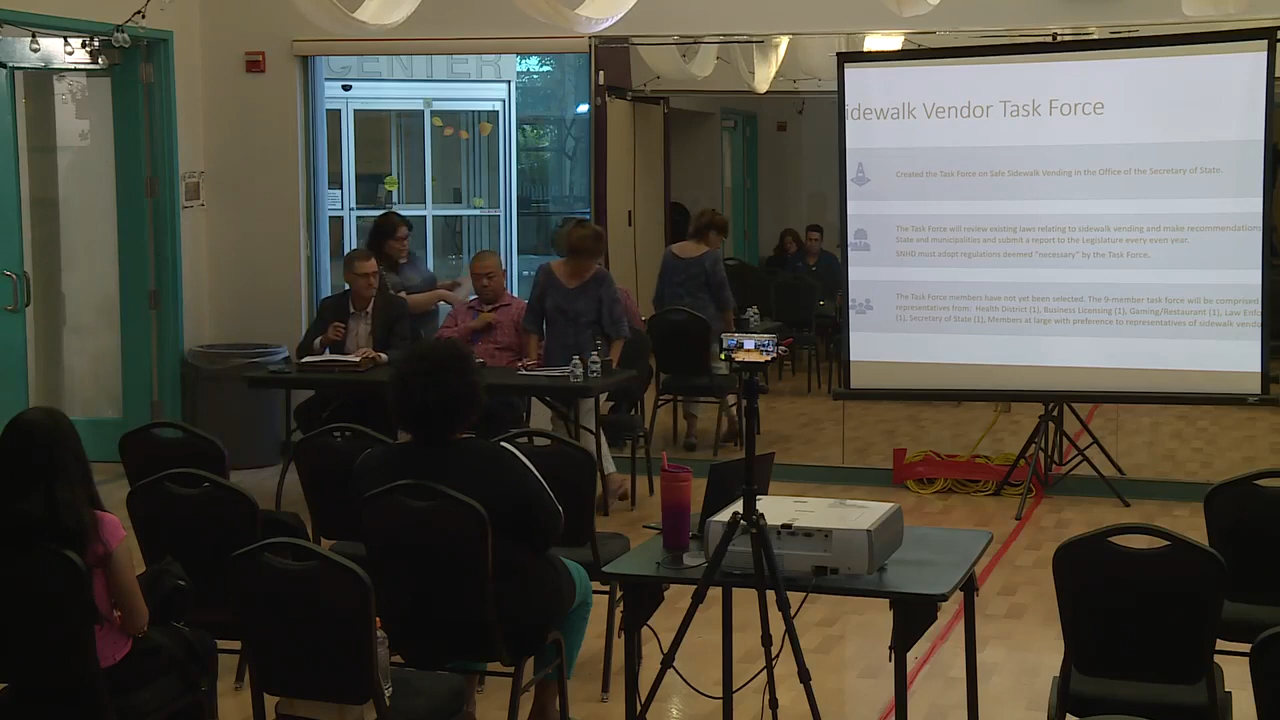 CENTER
idewalk Vendor Task Force
Created the Task Force on Safe Sidewalk Vending in the Office of the Secretary of State.
The Task Force will review existing laws relating to sidewalk vending and make recommendations
State and municipalities and submit a report to the Legislature every even year.
SNHD must adopt regulations deemed "necessary" by the Task Force.
The Task Force members have not yet been selected. The 9-member task force will be comprised
representatives from: Health District (1), Business Licensing (1), Gaming/Restaurant (1), Law Enfo
(1), Secretary of State (1), Members at large with preference to representatives of sidewalk vendo